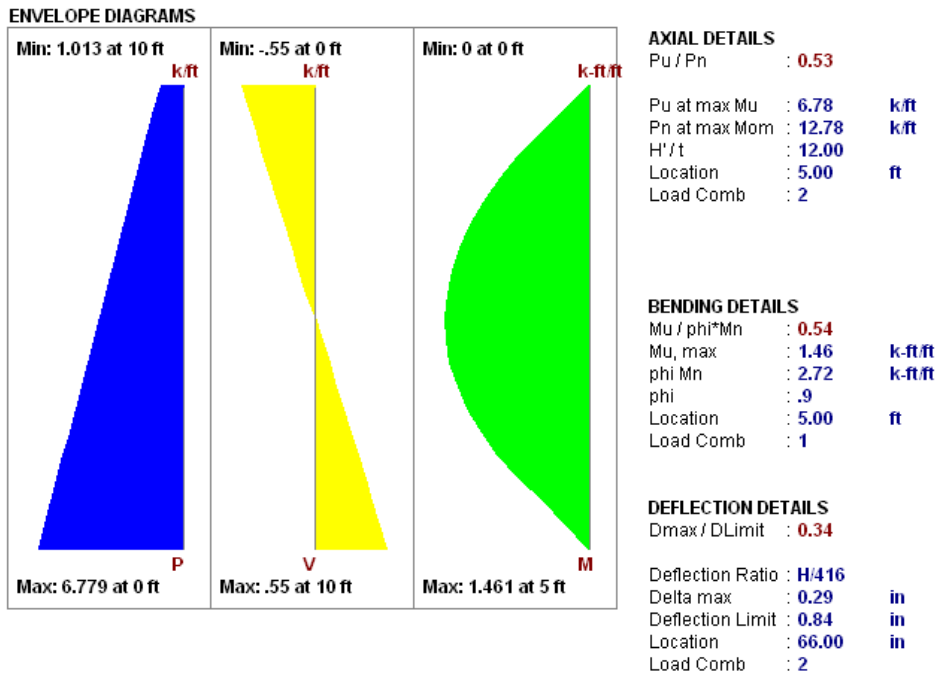 ENVELOPE DIAGRAMS
Min: 1.013 at 10 ft
k/ft
P
Max: 6.779 at 0 ft
Min: -.55 at 0 ft
k/ft
V
Max: .55 at 10 ft
Min: 0 at 0 ft
k-ft/ft
M
Max: 1.461 at 5 ft
AXIAL DETAILS
Pu / Pn : 0.53
Pu at max Mu : 6.78 k/ft
Pn at max Mom : 12.78 k/ft
H'/ t : 12.00
Location : 5.00 ft
Load Comb : 2
BENDING DETAILS
Mu / phi*Mn : 0.54
Mu, max : 1.46 k-ft/ft
phi Mn : 2.72 k-ft/ft
phi : .9
Location : 5.00 ft
Load Comb : 1
DEFLECTION DETAILS
Dmax / DLimit : 0.34
Deflection Ratio : H/416
Delta max : 0.29 in
Deflection Limit : 0.84 in
Location : 66.00 in
Load Comb : 2